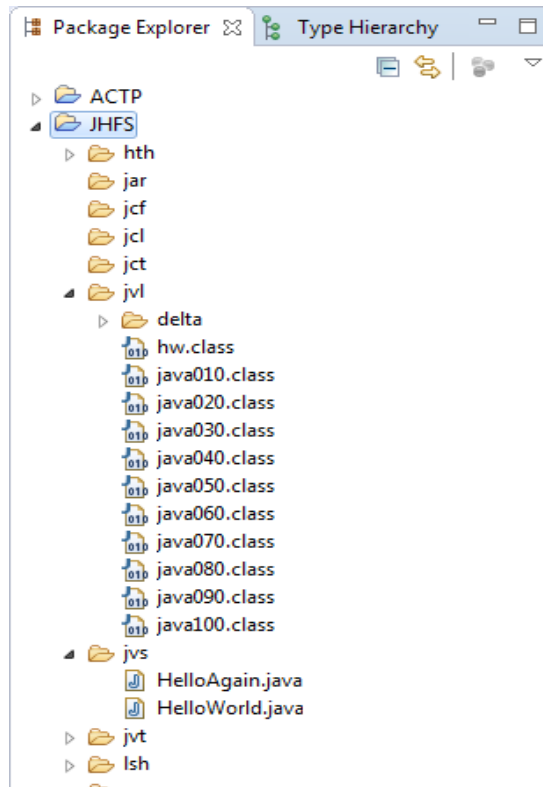 Package Explorer Type Hierarchy
ACTP
JHFS
hth
jar
jcf
jcl
jct
jvl
delta
hw.class
java010.class
java020.class
java030.class
java040.class
java050.class
java060.class
java070.class
java080.class
java090.class
java100.class
jvs
HelloAgain.java
HelloWorld.java
jvt
lsh